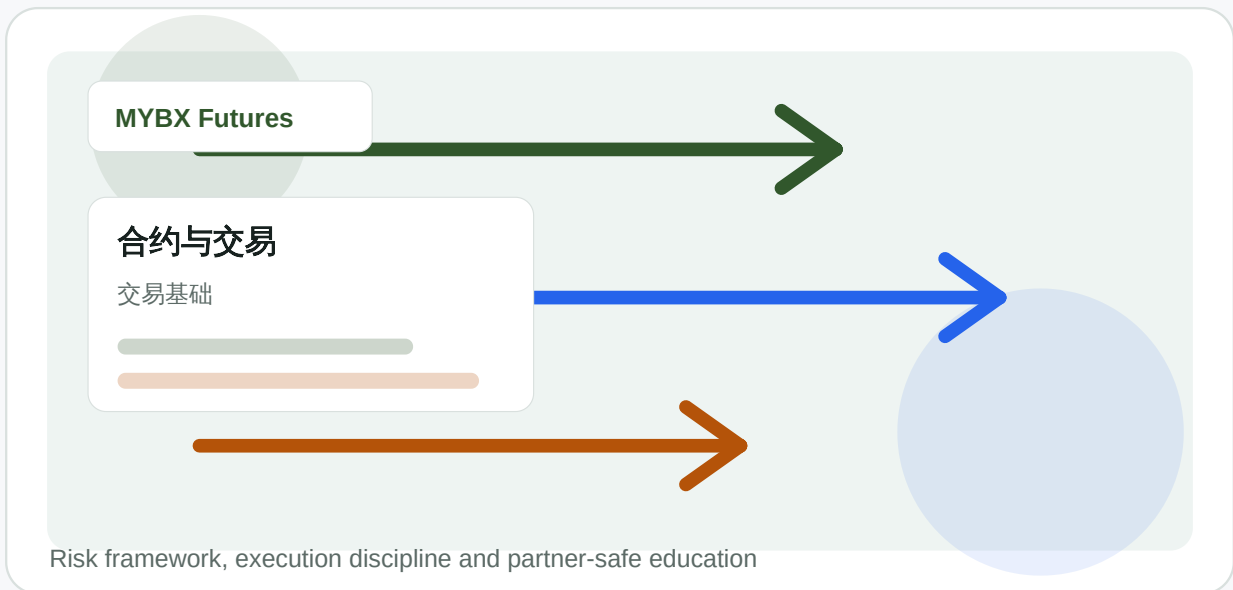 MYBX Futures
合约与交易
交易基础
Risk framework, execution discipline and partner-safe education